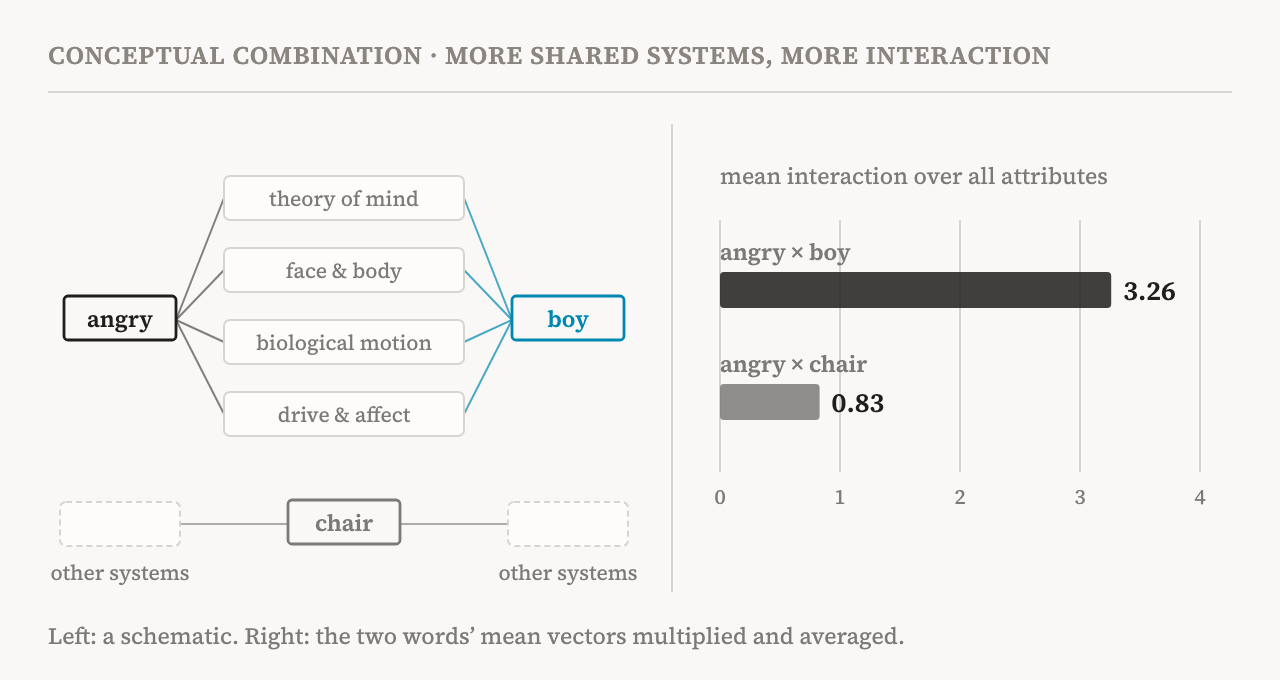 CONCEPTUAL COMBINATION · MORE SHARED SYSTEMS, MORE INTERACTION
theory of mind
face & body
angry
boy
biological motion
drive & affect
chair
other systems
other systems
mean interaction over all attributes
angry × boy
3.26
angry × chair
0.83
0 1 2 3 4
Left: a schematic. Right: the two words’ mean vectors multiplied and averaged.